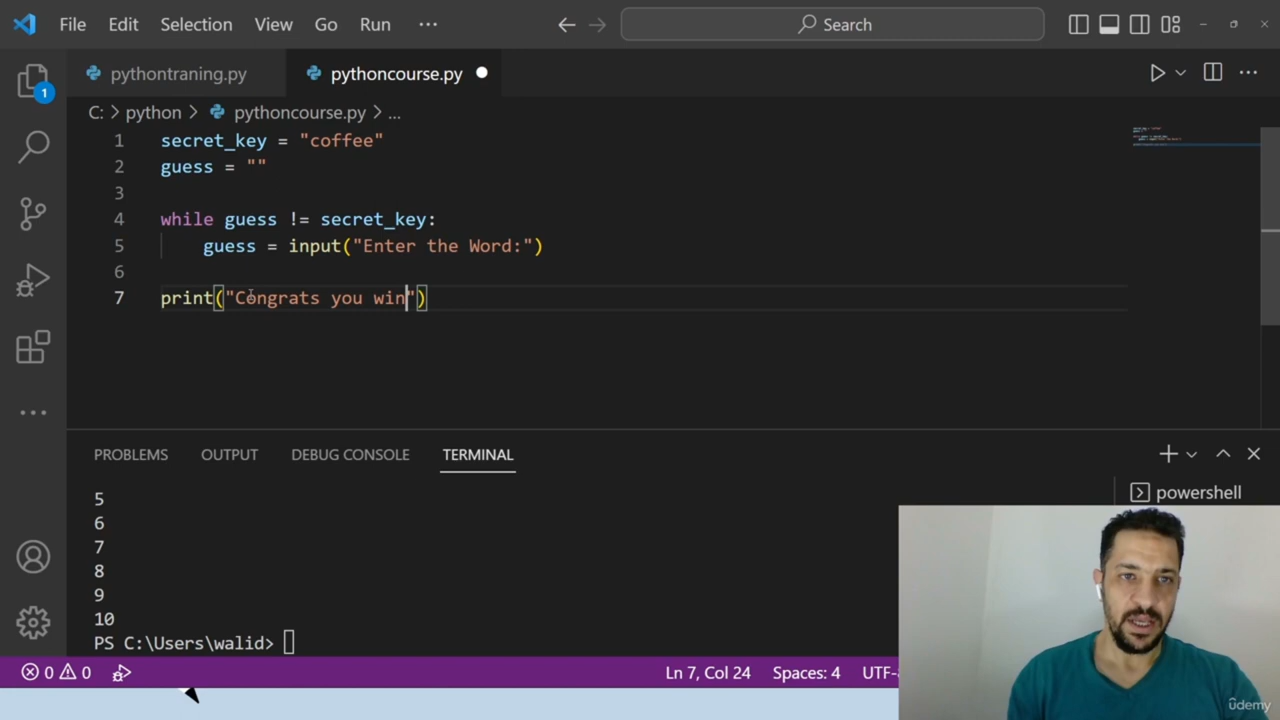 File Edit Selection View Go Run ··· Search
pythontraning.py pythoncourse.py
C: > python > pythoncourse.py > ...
1 secret_key = "coffee"
2 guess = ""
3
4 while guess != secret_key:
5 guess = input("Enter the Word:")
6
7 print("Congrats you win")
PROBLEMS OUTPUT DEBUG CONSOLE TERMINAL
powershell
5
6
7
8
9
10
PS C:\Users\walid>
0 0 Ln 7, Col 24 Spaces: 4
1
udemy